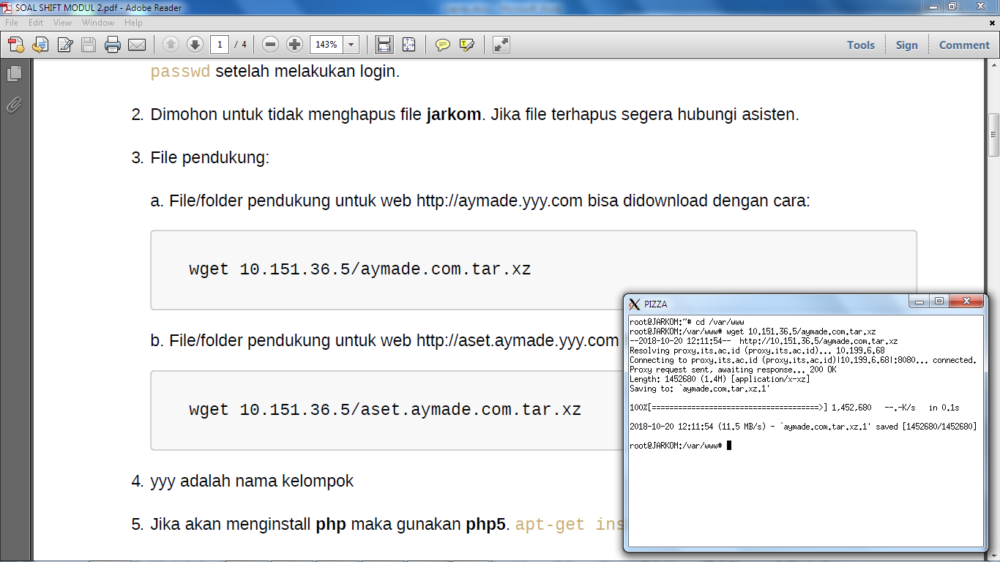 SOAL SHIFT MODUL 2.pdf - Adobe Reader
File Edit View Window Help
1 / 4 143% Tools Sign Comment
passwd setelah melakukan login.
2. Dimohon untuk tidak menghapus file jarkom. Jika file terhapus segera hubungi asisten.
3. File pendukung:
a. File/folder pendukung untuk web http://aymade.yyy.com bisa didownload dengan cara:
wget 10.151.36.5/aymade.com.tar.xz
b. File/folder pendukung untuk web http://aset.aymade.yyy.com
wget 10.151.36.5/aset.aymade.com.tar.xz
4. yyy adalah nama kelompok
5. Jika akan menginstall php maka gunakan php5. apt-get ins
PIZZA
root@JARKOM:~# cd /var/www
root@JARKOM:/var/www# wget 10.151.36.5/aymade.com.tar.xz
--2018-10-20 12:11:54-- http://10.151.36.5/aymade.com.tar.xz
Resolving proxy.its.ac.id (proxy.its.ac.id)... 10.199.6.68
Connecting to proxy.its.ac.id (proxy.its.ac.id)|10.199.6.68|:8080... connected.
Proxy request sent, awaiting response... 200 OK
Length: 1452680 (1.4M) [application/x-xz]
Saving to: `aymade.com.tar.xz.1'
100%[======================================>] 1,452,680 --.-K/s in 0.1s
2018-10-20 12:11:54 (11.5 MB/s) - `aymade.com.tar.xz.1' saved [1452680/1452680]
root@JARKOM:/var/www#